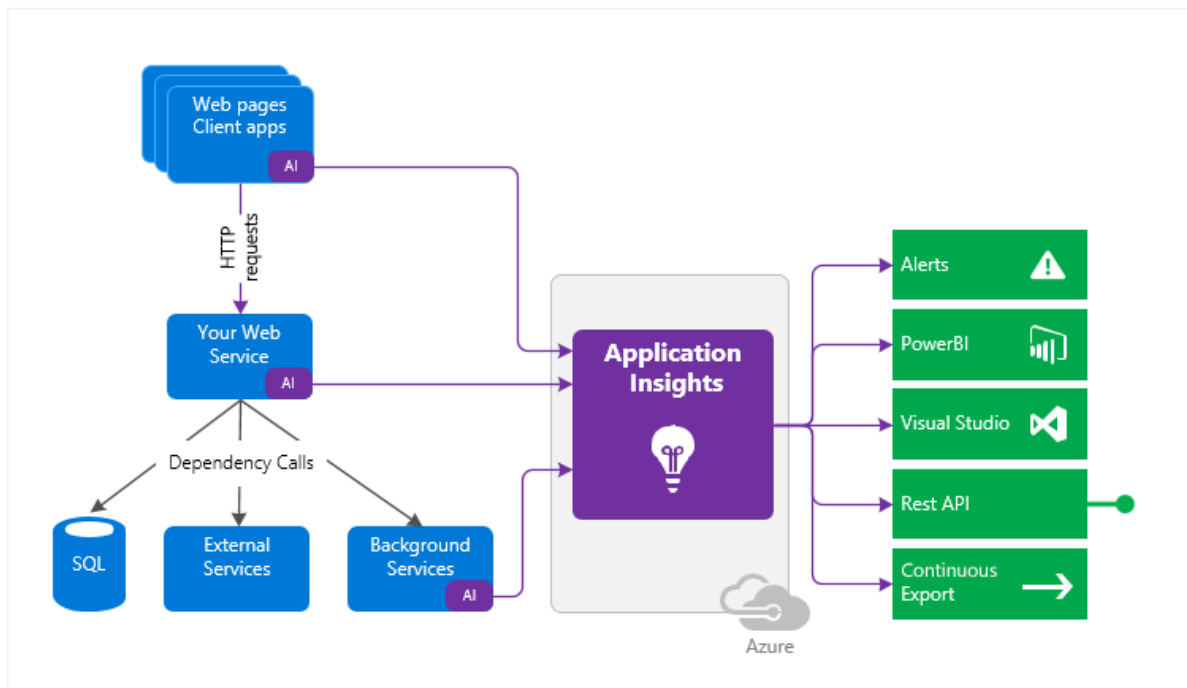 Web pages
Client apps
AI
HTTP
requests
Your Web
Service
AI
Dependency Calls
SQL
External
Services
Background
Services
AI
Application
Insights
Azure
Alerts
PowerBI
Visual Studio
Rest API
Continuous
Export